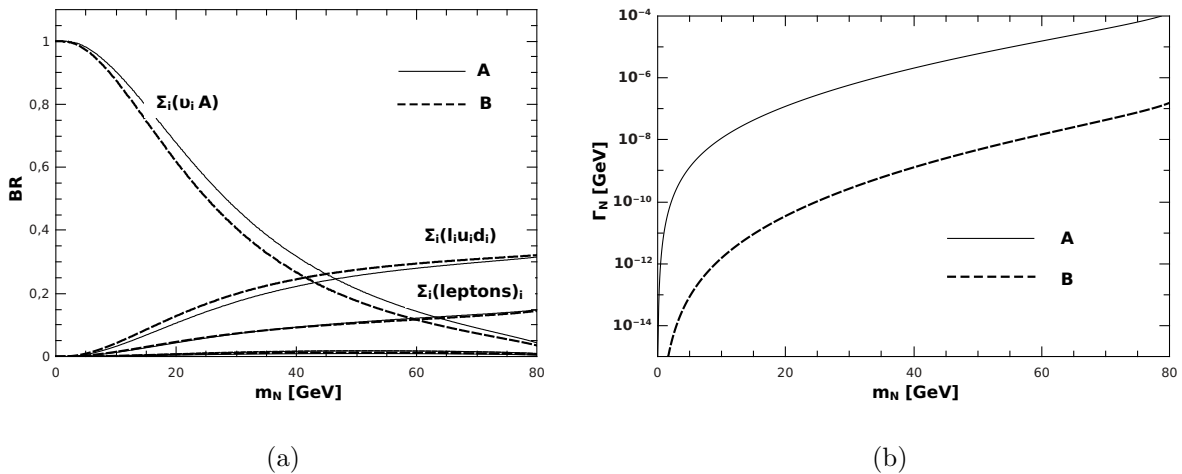 1
0,8
0,6
0,4
0,2
0
BR
Σi(υi A)
A
B
Σi(liuidi)
Σi(leptons)i
0 20 40 60 80
mN [GeV]
(a)
10−4
10−6
10−8
10−10
10−12
10−14
ΓN [GeV]
A
B
0 20 40 60 80
mN [GeV]
(b)